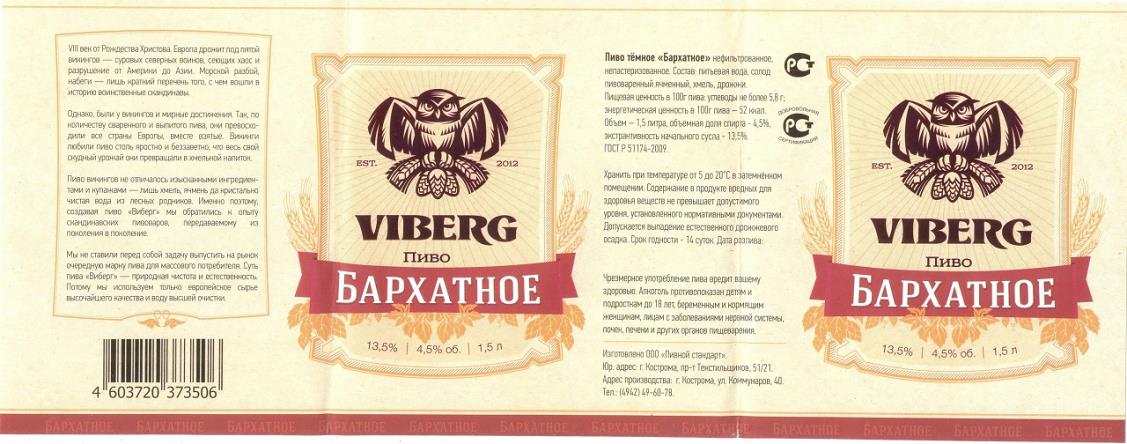 VIII век от Рождества Христова. Европа дрожит под пятой
викингов — суровых северных воинов, сеющих хаос и
разрушение от Америки до Азии. Морской разбой,
набеги — лишь краткий перечень того, с чем вошли в
историю воинственные скандинавы.
Однако, были у викингов и мирные достижения. Так, по
количеству сваренного и выпитого пива, они превосхо-
дили все страны Европы, вместе взятые. Викинги
любили пиво столь яростно и беззаветно, что весь свой
скудный урожай они превращали в хмельной напиток.
Пиво викингов не отличалось изысканными ингредиен-
тами и купажами — лишь хмель, ячмень да кристально
чистая вода из лесных родников. Именно поэтому,
создавая пиво «Виберг» мы обратились к опыту
скандинавских пивоваров, передаваемому из
поколения в поколение.
Мы не ставили перед собой задачу выпустить на рынок
очередную марку пива для массового потребителя. Суть
пива «Виберг» — природная чистота и естественность.
Потому мы используем только европейское сырье
высочайшего качества и воду высшей очистки.
4 603720 373506
EST. 2012
VIBERG
Пиво
БАРХАТНОЕ
13,5% | 4,5% об. | 1,5 л
Пиво тёмное «Бархатное» нефильтрованное,
непастеризованное. Состав: питьевая вода, солод
пивоваренный ячменный, хмель, дрожжи.
Пищевая ценность в 100г пива: углеводы не более 5,8 г;
энергетическая ценность в 100г пива – 52 ккал.
Объем – 1,5 литра, объемная доля спирта - 4,5%,
экстрактивность начального сусла - 13,5%.
ГОСТ Р 51174-2009.
Хранить при температуре от 5 до 20°С в затемнённом
помещении. Содержание в продукте вредных для
здоровья веществ не превышает допустимого
уровня, установленного нормативными документами.
Допускается выпадение естественного дрожжевого
осадка. Срок годности - 14 суток. Дата розлива:
Чрезмерное употребление пива вредит вашему
здоровью. Алкоголь противопоказан детям и
подросткам до 18 лет, беременным и кормящим
женщинам, лицам с заболеваниями нервной системы,
почек, печени и других органов пищеварения.
Изготовлено ООО «Пивной стандарт».
Юр. адрес: г. Кострома, пр-т Текстильщиков, 51/21.
Адрес производства: г. Кострома, ул. Коммунаров, 40.
Тел.: (4942) 49-60-78.
РСТ
ДОБРОВОЛЬНАЯ
РСТ
СЕРТИФИКАЦИЯ
EST. 2012
VIBERG
Пиво
БАРХАТНОЕ
13,5% | 4,5% об. | 1,5 л
БАРХАТНОЕ БАРХАТНОЕ БАРХАТНОЕ БАРХАТНОЕ БАРХАТНОЕ БАРХАТНОЕ БАРХАТНОЕ БАРХАТНОЕ БАРХАТНОЕ БАРХАТНОЕ БАРХАТНОЕ БАРХАТНОЕ